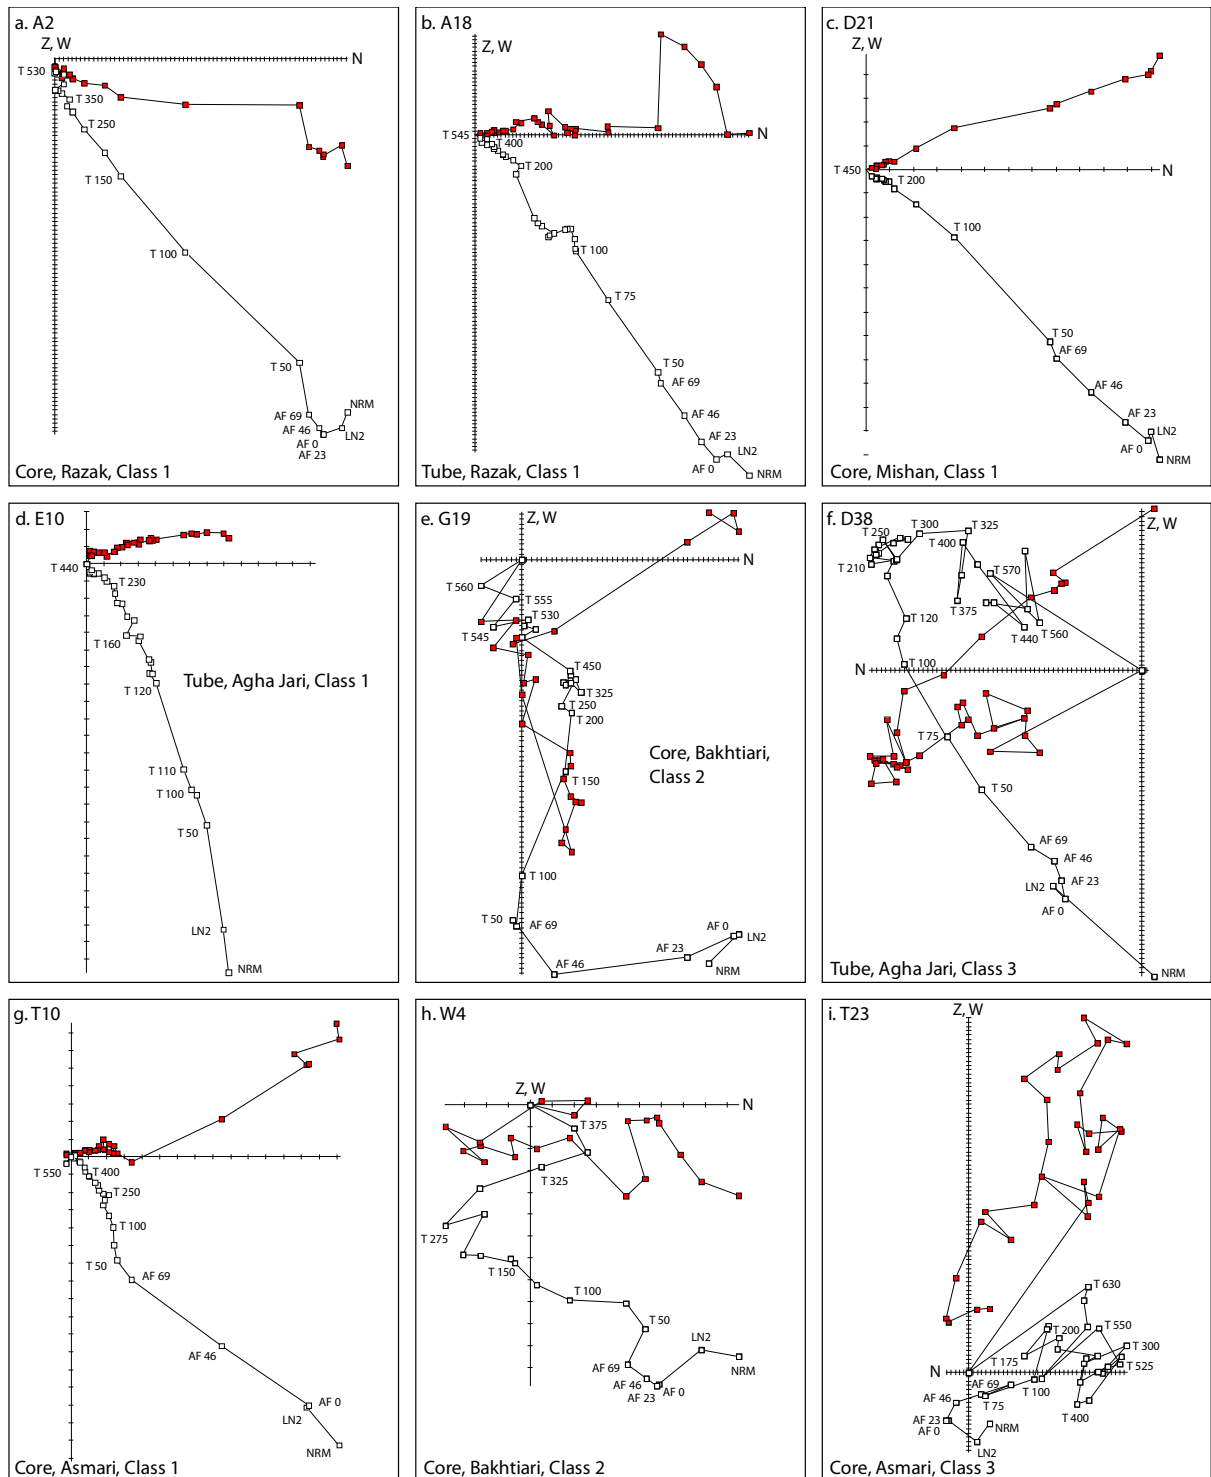 a. A2
Z, W
N
T 530
T 350
T 250
T 150
T 100
T 50
AF 69
AF 46
AF 0
AF 23
NRM
LN2
Core, Razak, Class 1
b. A18
Z, W
N
T 545
T 400
T 200
T 100
T 75
T 50
AF 69
AF 46
AF 23
AF 0
LN2
NRM
Tube, Razak, Class 1
c. D21
Z, W
N
T 450
T 200
T 100
T 50
AF 69
AF 46
AF 23
LN2
AF 0
NRM
Core, Mishan, Class 1
d. E10
T 440
T 230
T 160
T 120
Tube, Agha Jari, Class 1
T 110
T 100
T 50
LN2
NRM
e. G19
Z, W
N
T 560
T 555
T 530
T 545
T 450
T 325
T 250
T 200
Core, Bakhtiari,
Class 2
T 150
T 100
T 50
AF 69
AF 46
AF 23
AF 0
LN2
NRM
f. D38
Z, W
T 250
T 300
T 325
T 400
T 210
T 570
T 375
T 120
T 440
T 560
N
T 100
T 75
T 50
AF 69
AF 46
AF 23
LN2
AF 0
NRM
Tube, Agha Jari, Class 3
g. T10
T 550
T 400
T 250
T 100
T 50
AF 69
AF 46
AF 0
LN2
NRM
Core, Asmari, Class 1
h. W4
Z, W
N
T 375
T 325
T 275
T 150
T 100
T 50
LN2
AF 69
NRM
AF 46
AF 23
AF 0
Core, Bakhtiari, Class 2
i. T23
Z, W
T 630
T 200
T 550
T 175
T 300
T 525
N
AF 69
T 100
AF 46
T 75
T 400
AF 23
AF 0
NRM
LN2
Core, Asmari, Class 3